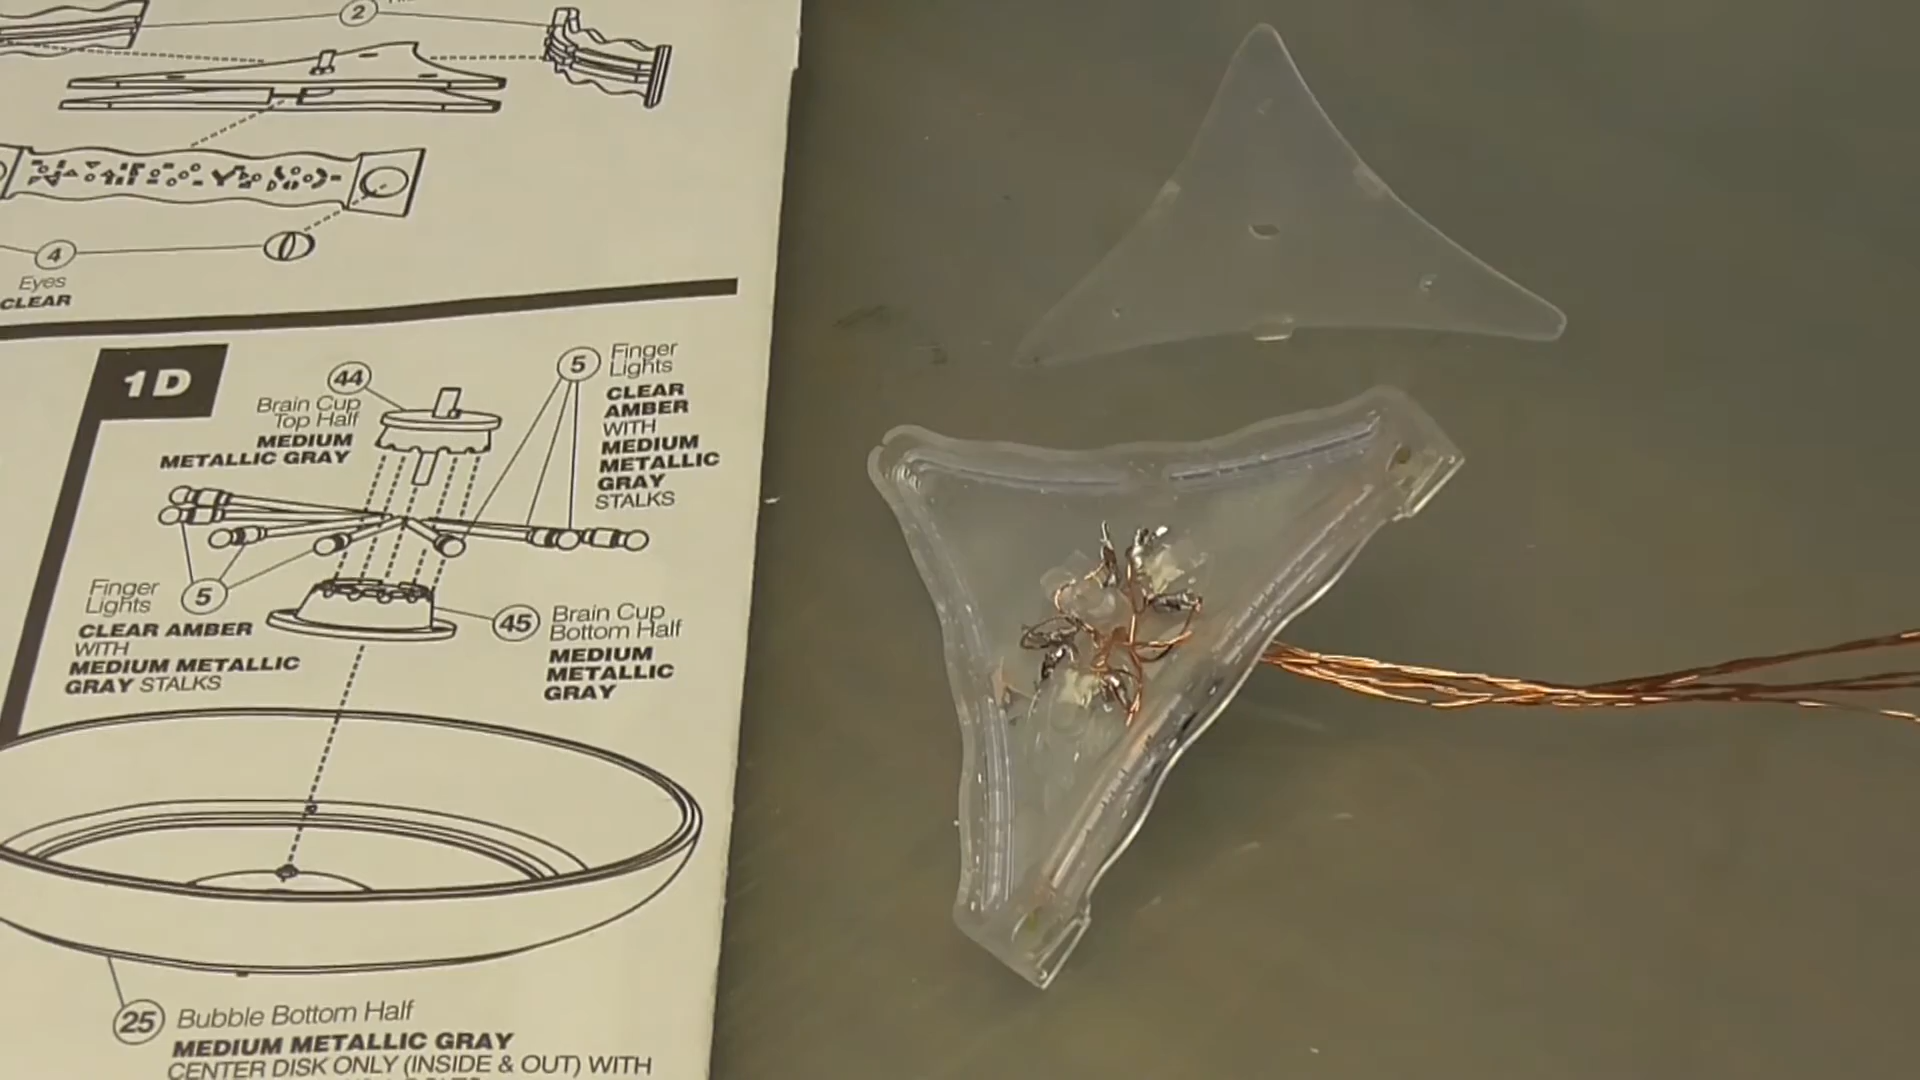 2
4
Eyes
CLEAR
1D
44
Brain Cup
Top Half
MEDIUM
METALLIC GRAY
5
Finger
Lights
CLEAR
AMBER
WITH
MEDIUM
METALLIC
GRAY
STALKS
Finger
Lights
5
CLEAR AMBER
WITH
MEDIUM METALLIC
GRAY STALKS
45
Brain Cup
Bottom Half
MEDIUM
METALLIC
GRAY
25
Bubble Bottom Half
MEDIUM METALLIC GRAY
CENTER DISK ONLY (INSIDE & OUT) WITH